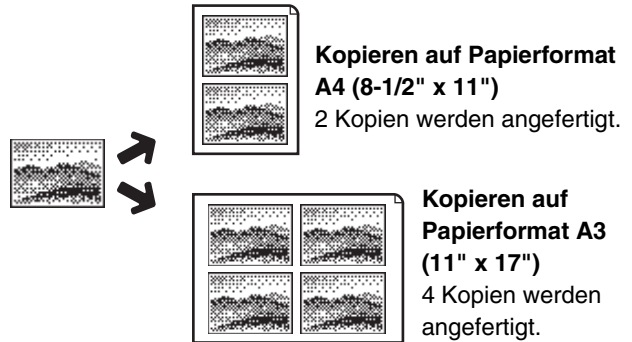 Kopieren auf Papierformat
A4 (8-1/2" x 11")
2 Kopien werden angefertigt.
Kopieren auf
Papierformat A3
(11" x 17")
4 Kopien werden
angefertigt.